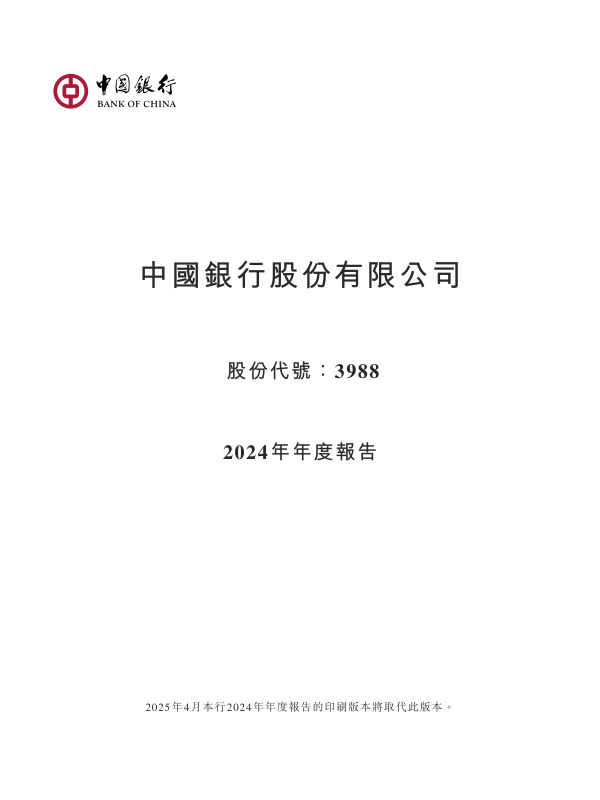 中国銀行
BANK OF CHINA
中國銀行股份有限公司
股份代號：3988
2024年年度報告
2025年4月本行2024年年度報告的印刷版本將取代此版本。